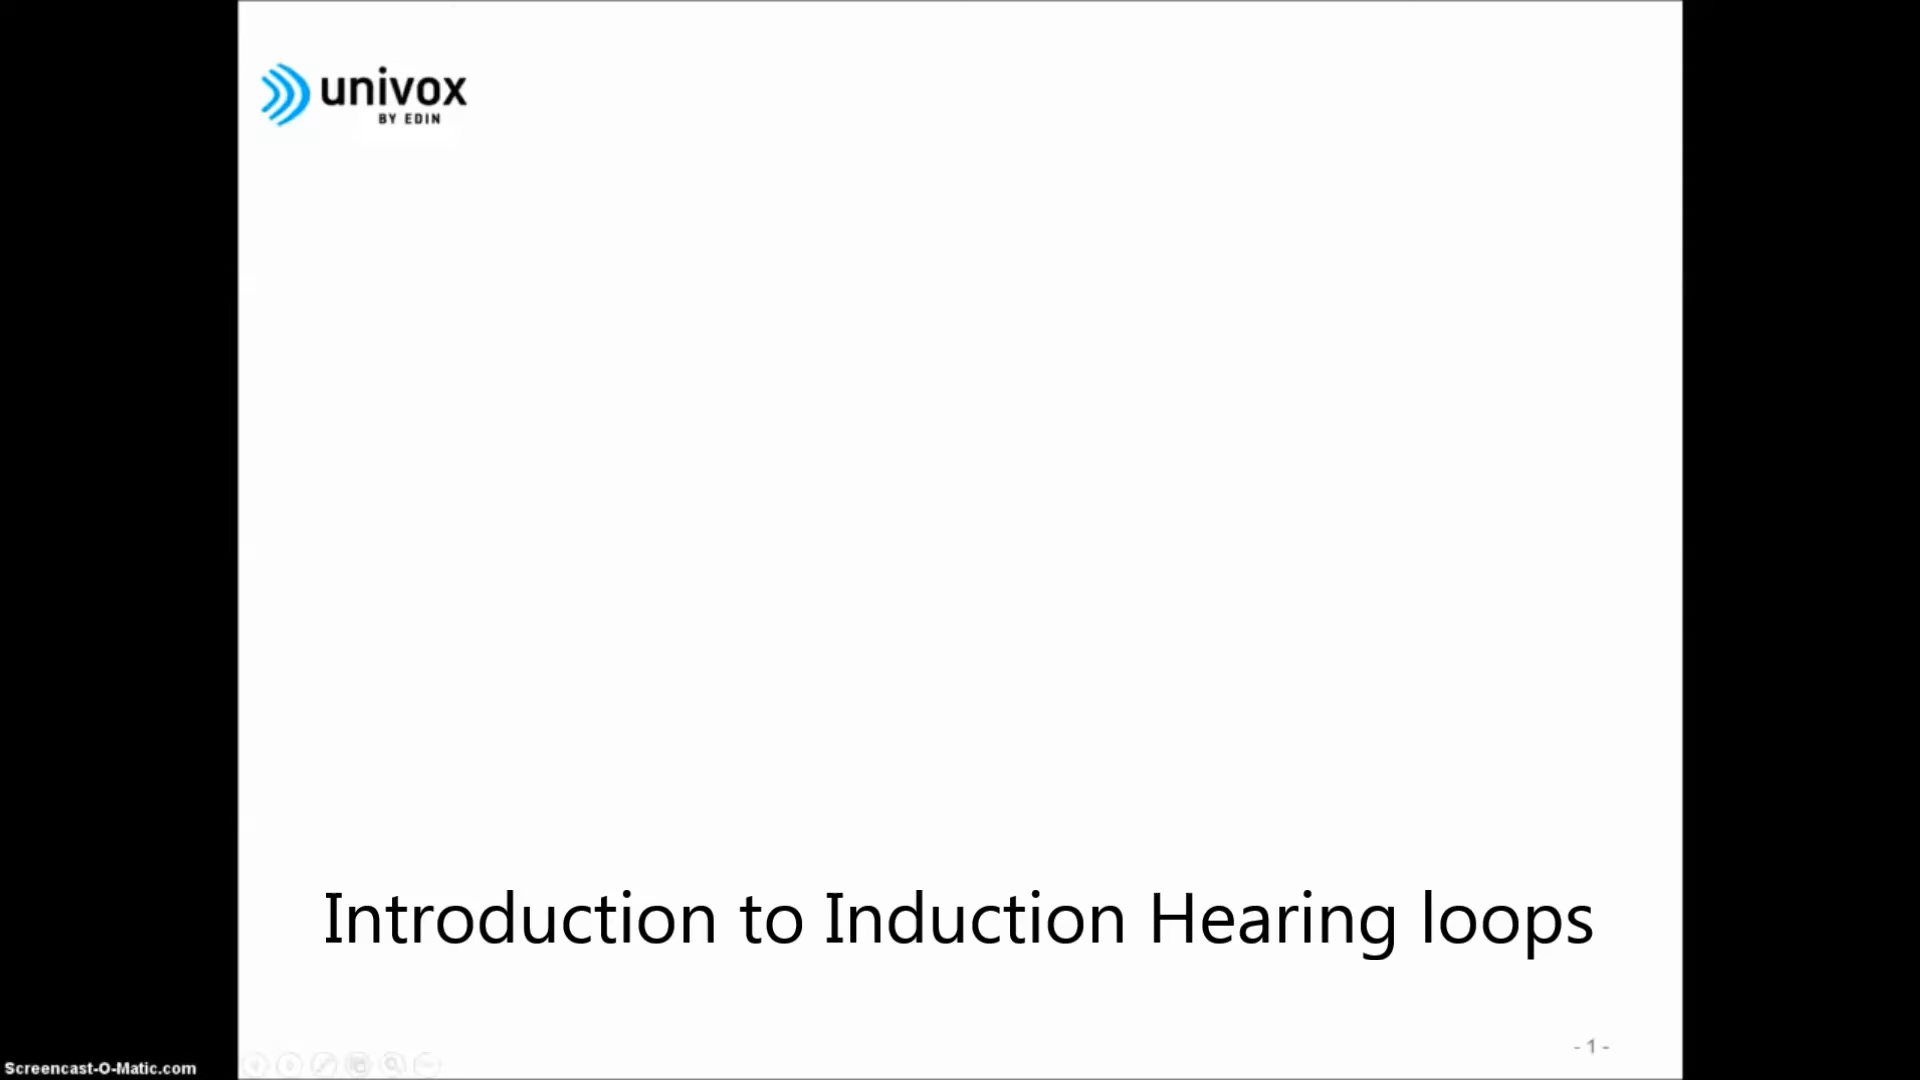 univox
BY EDIN
Introduction to Induction Hearing loops
- 1 -
Screencast-O-Matic.com